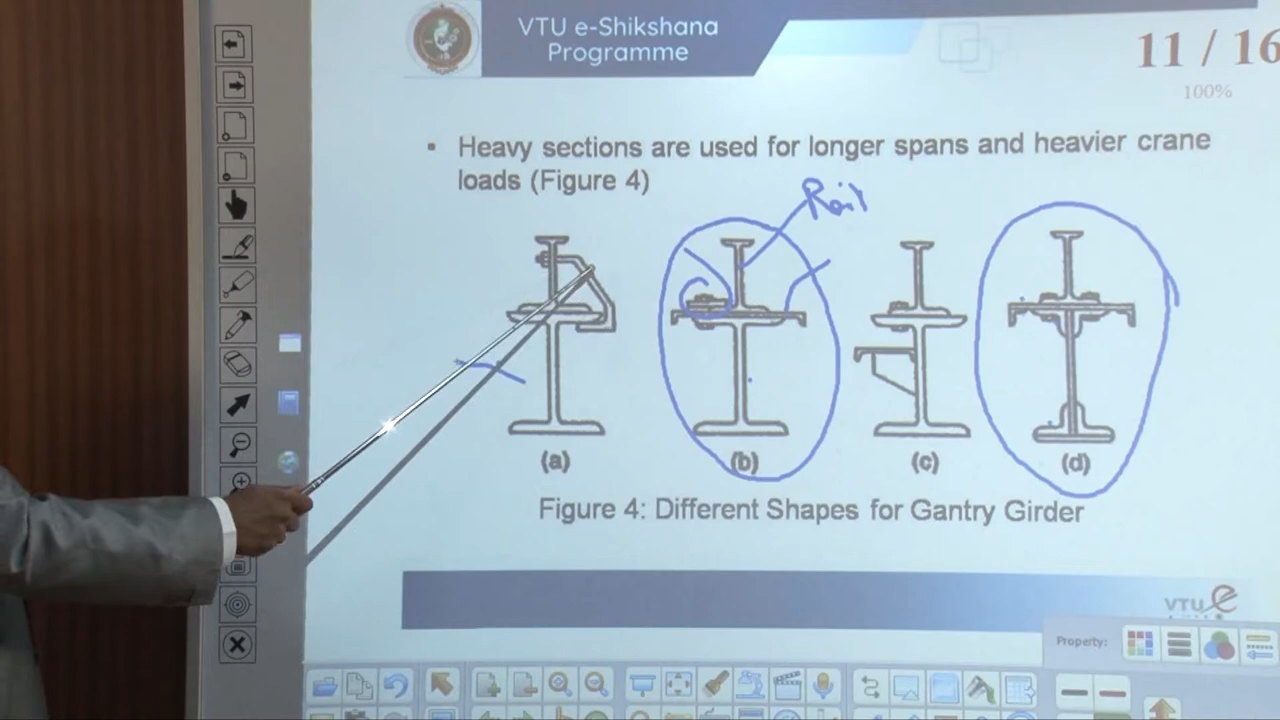 VTU e-Shikshana
Programme
11 / 16
100%
▪ Heavy sections are used for longer spans and heavier crane
loads (Figure 4)
Rail
(a) (b) (c) (d)
Figure 4: Different Shapes for Gantry Girder
VTU e
Property: